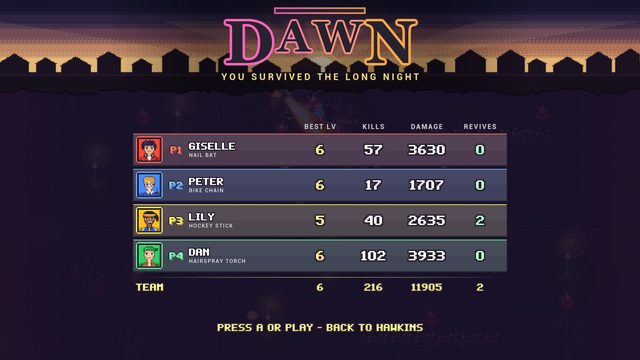 DAWN
YOU SURVIVED THE LONG NIGHT
BEST LV KILLS DAMAGE REVIVES
P1 GISELLE 6 57 3630 0
NAIL BAT
P2 PETER 6 17 1707 0
BIKE CHAIN
P3 LILY 5 40 2635 2
HOCKEY STICK
P4 DAN 6 102 3933 0
HAIRSPRAY TORCH
TEAM 6 216 11905 2
PRESS A OR PLAY - BACK TO HAWKINS